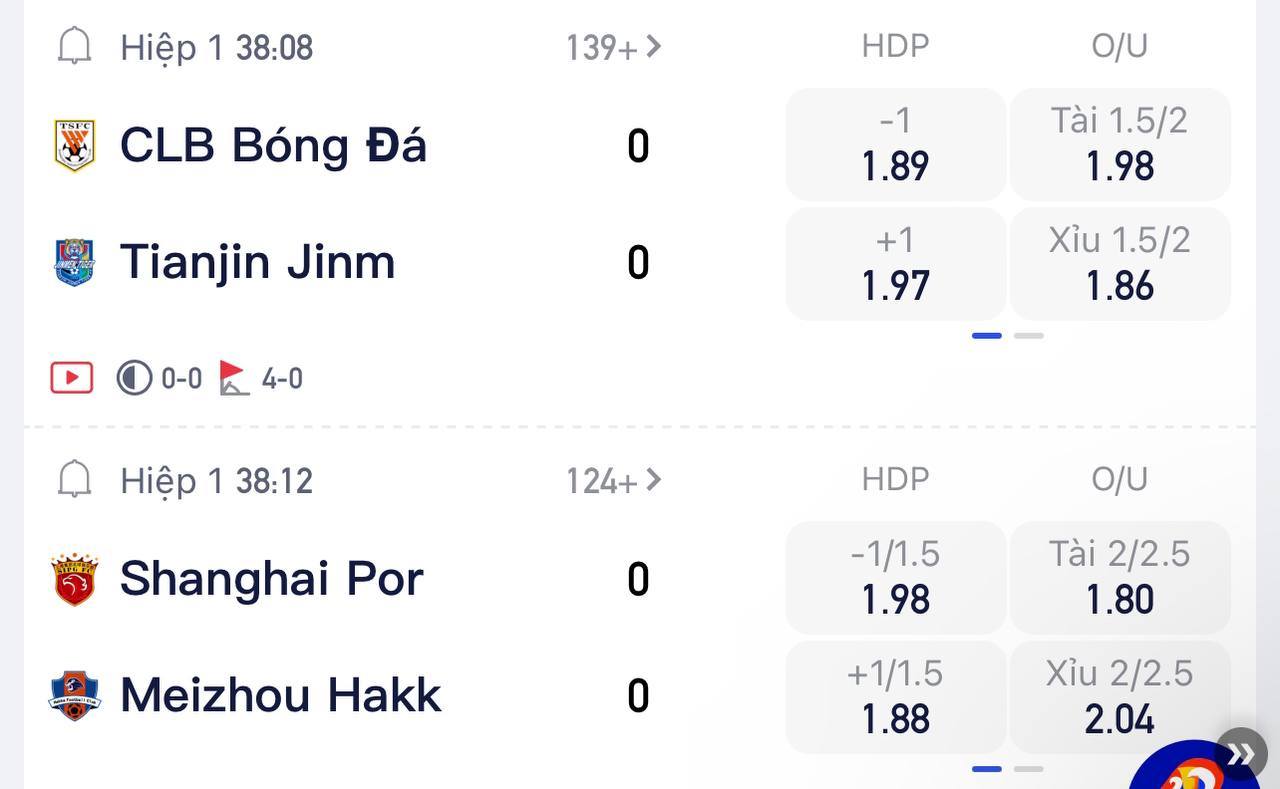 Hiệp 1 38:08
139+
HDP
O/U
TSFC
CLB Bóng Đá
0
-1
1.89
Tài 1.5/2
1.98
Tianjin Jinm
0
+1
1.97
Xỉu 1.5/2
1.86
0-0
4-0
Hiệp 1 38:12
124+
HDP
O/U
SIPG FC
Shanghai Por
0
-1/1.5
1.98
Tài 2/2.5
1.80
Meizhou Hakk
0
+1/1.5
1.88
Xỉu 2/2.5
2.04